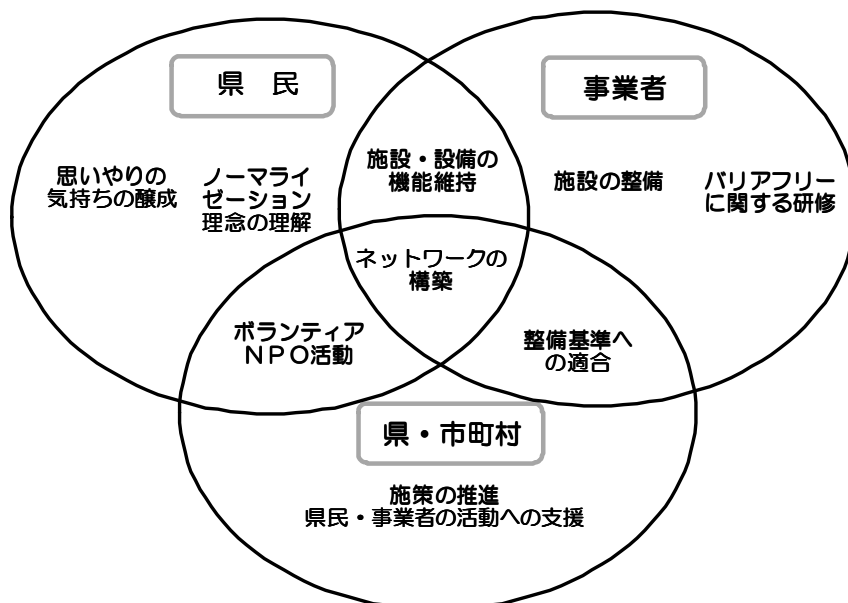 県　民
事業者
思いやりの
気持ちの醸成
ノーマライ
ゼーション
理念の理解
施設・設備の
機能維持
施設の整備
バリアフリー
に関する研修
ネットワークの
構築
ボランティア
ＮＰＯ活動
整備基準へ
の適合
県・市町村
施策の推進
県民・事業者の活動への支援